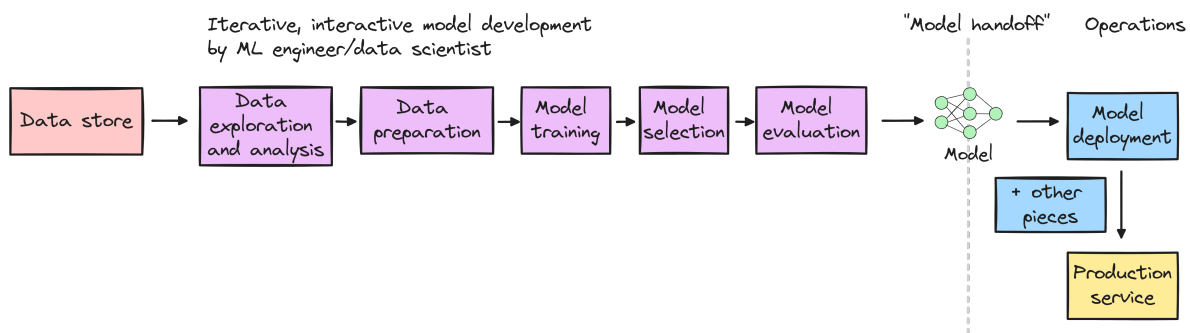 Iterative, interactive model development
by ML engineer/data scientist
"Model handoff"
Operations
Data store
Data
exploration
and analysis
Data
preparation
Model
training
Model
selection
Model
evaluation
Model
Model
deployment
+ other
pieces
Production
service